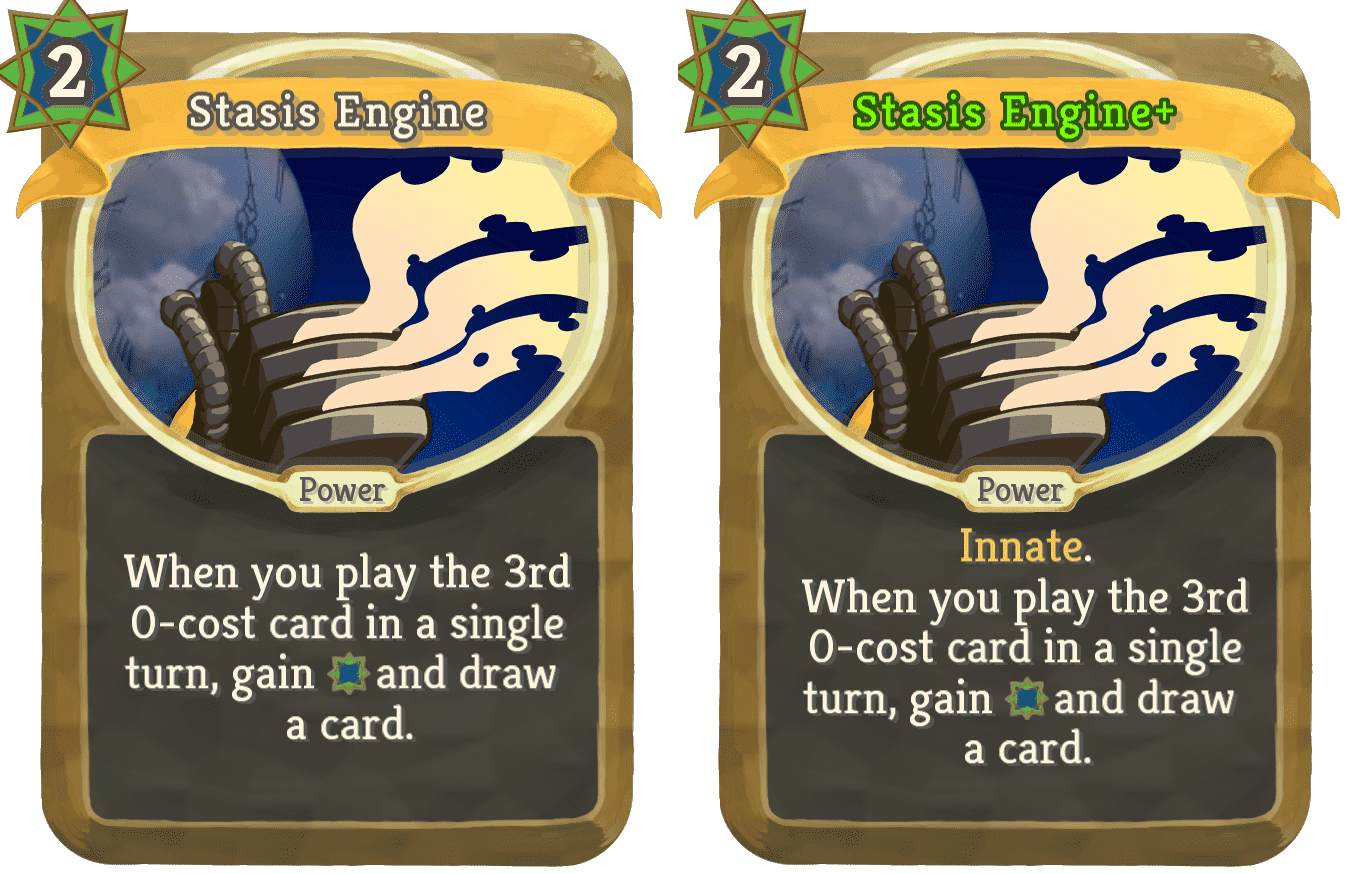 2
Stasis Engine
Power
When you play the 3rd
0-cost card in a single
turn, gain and draw
a card.
2
Stasis Engine+
Power
Innate.
When you play the 3rd
0-cost card in a single
turn, gain and draw
a card.